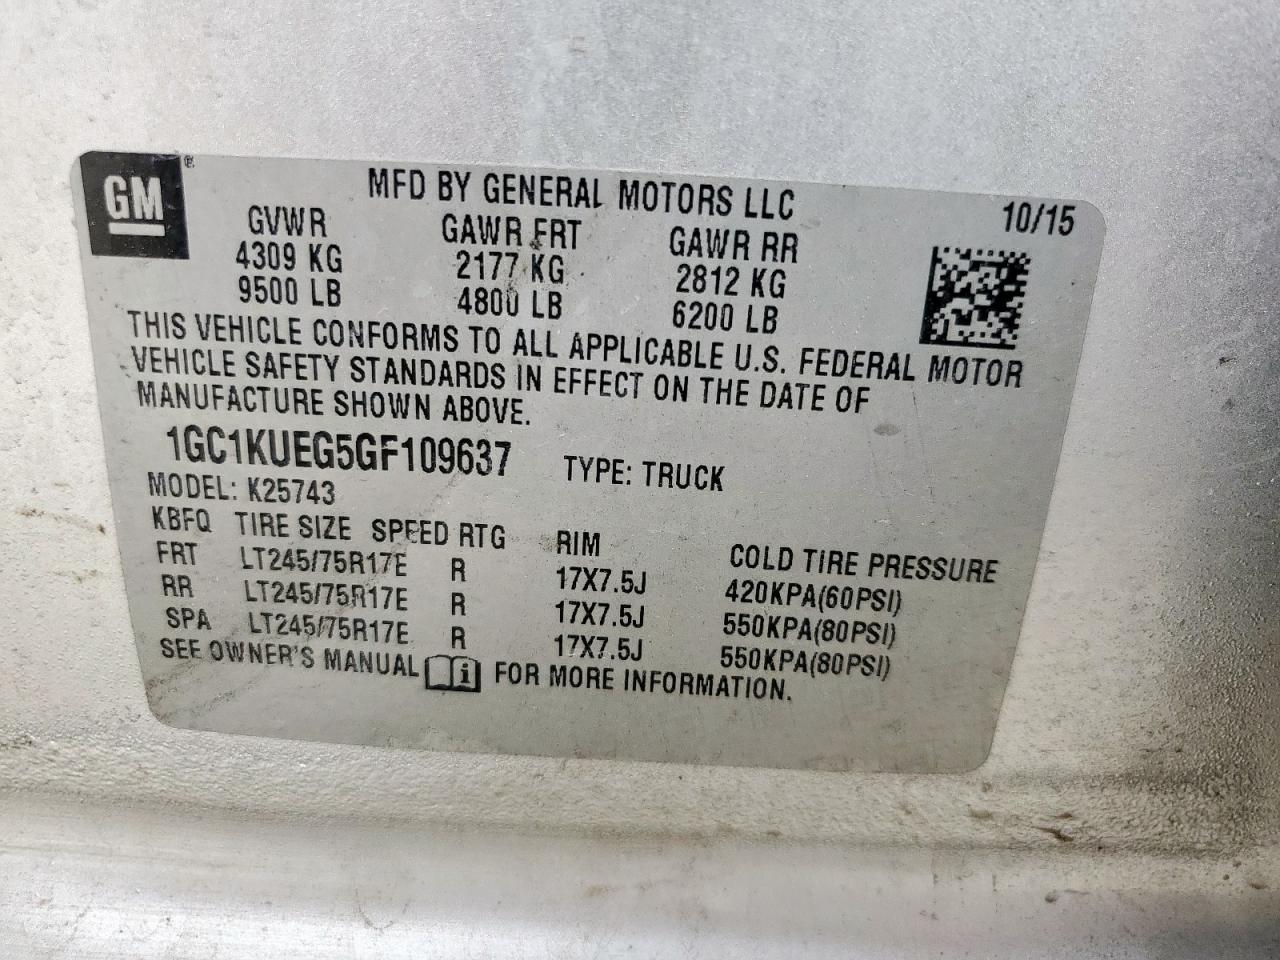 GM ®
MFD BY GENERAL MOTORS LLC 10/15
GVWR GAWR FRT GAWR RR
4309 KG 2177 KG 2812 KG
9500 LB 4800 LB 6200 LB
THIS VEHICLE CONFORMS TO ALL APPLICABLE U.S. FEDERAL MOTOR
VEHICLE SAFETY STANDARDS IN EFFECT ON THE DATE OF
MANUFACTURE SHOWN ABOVE.
1GC1KUEG5GF109637 TYPE: TRUCK
MODEL: K25743
KBFQ TIRE SIZE SPEED RTG RIM COLD TIRE PRESSURE
FRT LT245/75R17E R 17X7.5J 420KPA(60PSI)
RR LT245/75R17E R 17X7.5J 550KPA(80PSI)
SPA LT245/75R17E R 17X7.5J 550KPA(80PSI)
SEE OWNER'S MANUAL i FOR MORE INFORMATION.